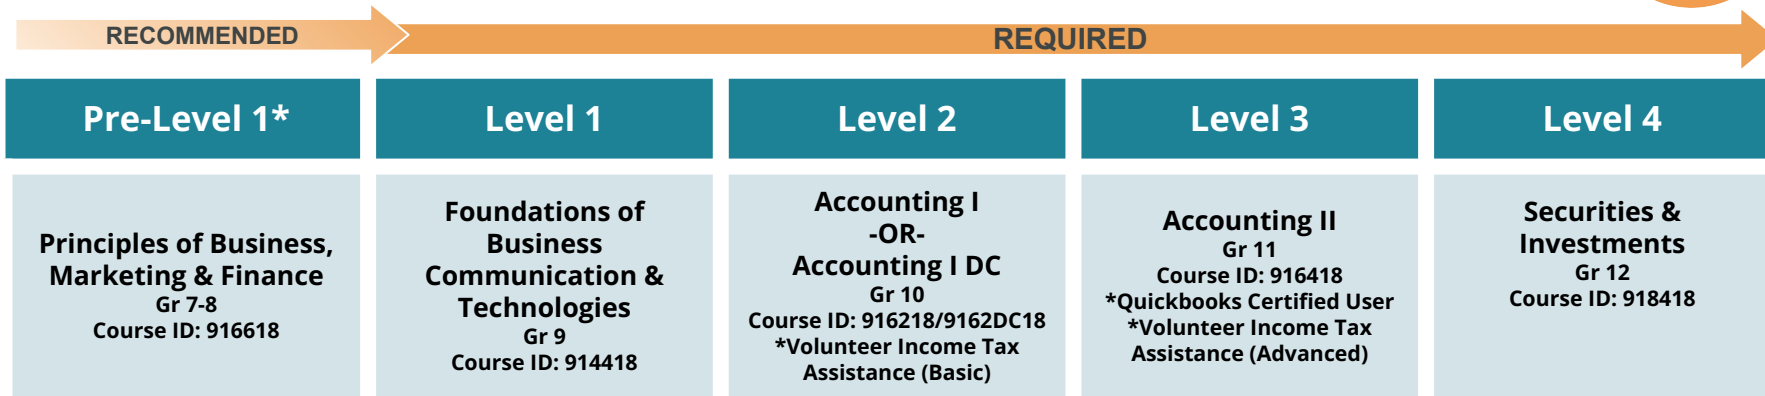 RECOMMENDED
REQUIRED
Pre-Level 1*
Level 1
Level 2
Level 3
Level 4
Principles of Business,
Marketing & Finance
Gr 7-8
Course ID: 916618
Foundations of
Business
Communication &
Technologies
Gr 9
Course ID: 914418
Accounting I
-OR-
Accounting I DC
Gr 10
Course ID: 916218/9162DC18
*Volunteer Income Tax
Assistance (Basic)
Accounting II
Gr 11
Course ID: 916418
*Quickbooks Certified User
*Volunteer Income Tax
Assistance (Advanced)
Securities &
Investments
Gr 12
Course ID: 918418